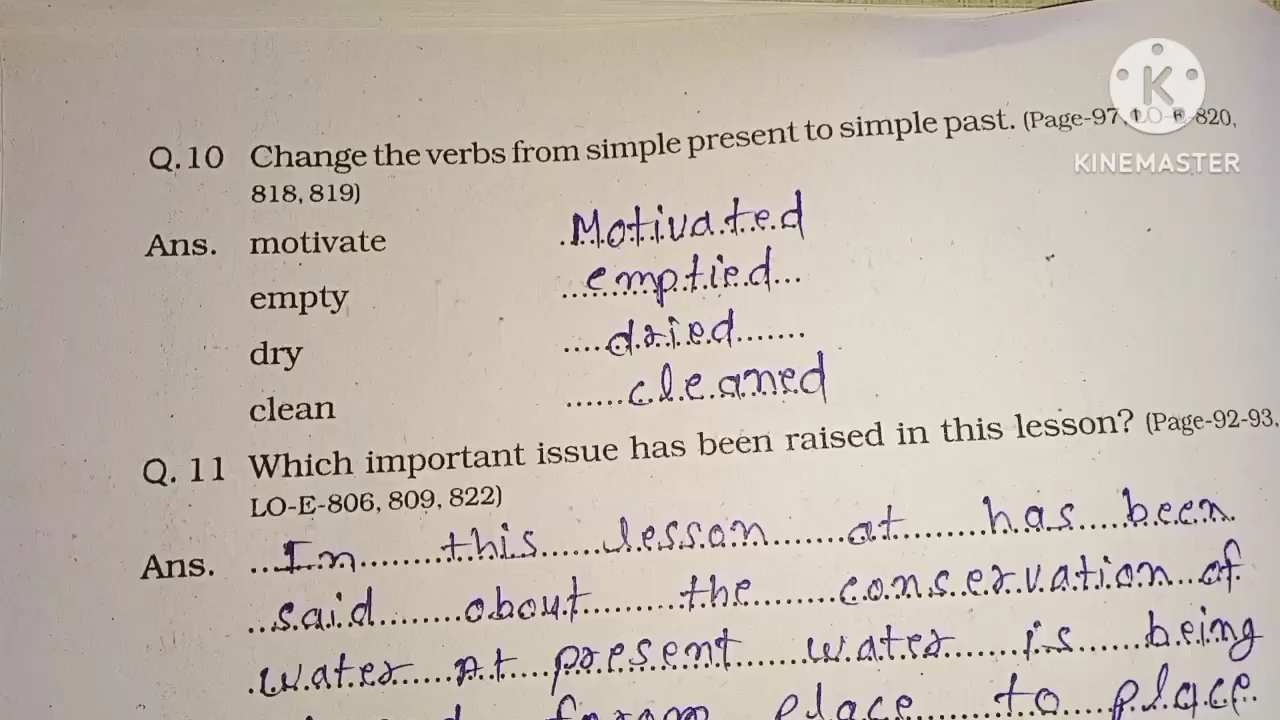 KINEMASTER
Q.10 Change the verbs from simple present to simple past. (Page-97, LO-E-820,
818, 819)
Ans. motivate Motivated
empty emptied
dry dried
clean cleaned
Q. 11 Which important issue has been raised in this lesson? (Page-92-93,
LO-E-806, 809, 822)
Ans. In this lesson at has been
said about the conservation of
water At present water is being
place to place